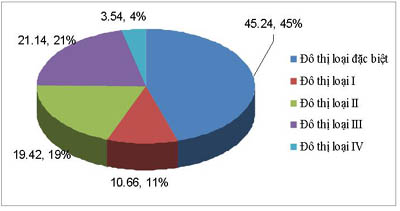 3.54, 4%
45.24, 45%
21.14, 21%
19.42, 19%
10.66, 11%
Đô thị loại đặc biệt
Đô thị loại I
Đô thị loại II
Đô thị loại III
Đô thị loại IV